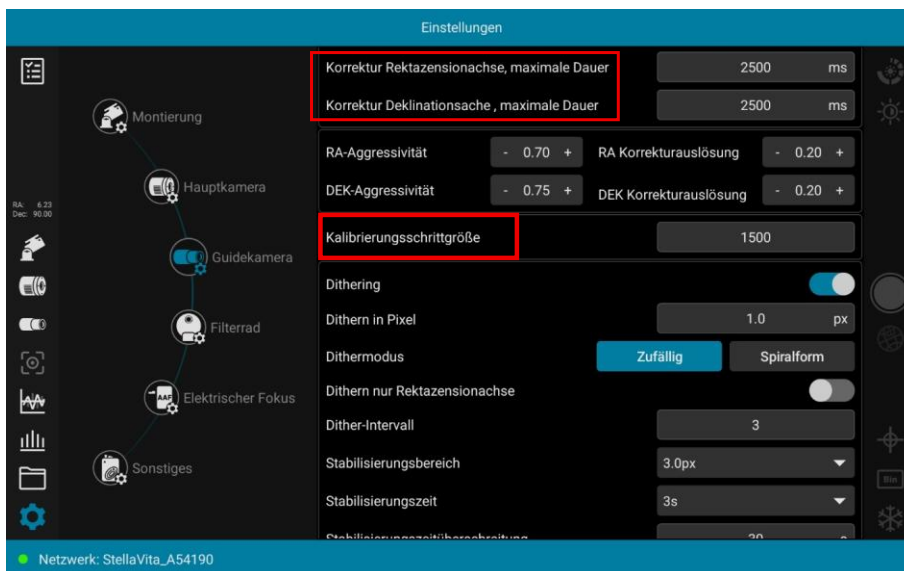 Einstellungen
Korrektur Rektazensionachse, maximale Dauer 2500 ms
Korrektur Deklinationsache , maximale Dauer 2500 ms
RA-Aggressivität - 0.70 + RA Korrekturauslösung - 0.20 +
DEK-Aggressivität - 0.75 + DEK Korrekturauslösung - 0.20 +
Kalibrierungsschrittgröße 1500
Dithering
Dithern in Pixel 1.0 px
Dithermodus Zufällig Spiralform
Dithern nur Rektazensionachse
Dither-Intervall 3
Stabilisierungsbereich 3.0px
Stabilisierungszeit 3s
Stabilisierungszeitüberschreitung 30 s
Montierung
Hauptkamera
Guidekamera
Filterrad
Elektrischer Fokus
AAF
Sonstiges
RA: 6.23
Dec: 90.00
Bin
Netzwerk: StellaVita_A54190